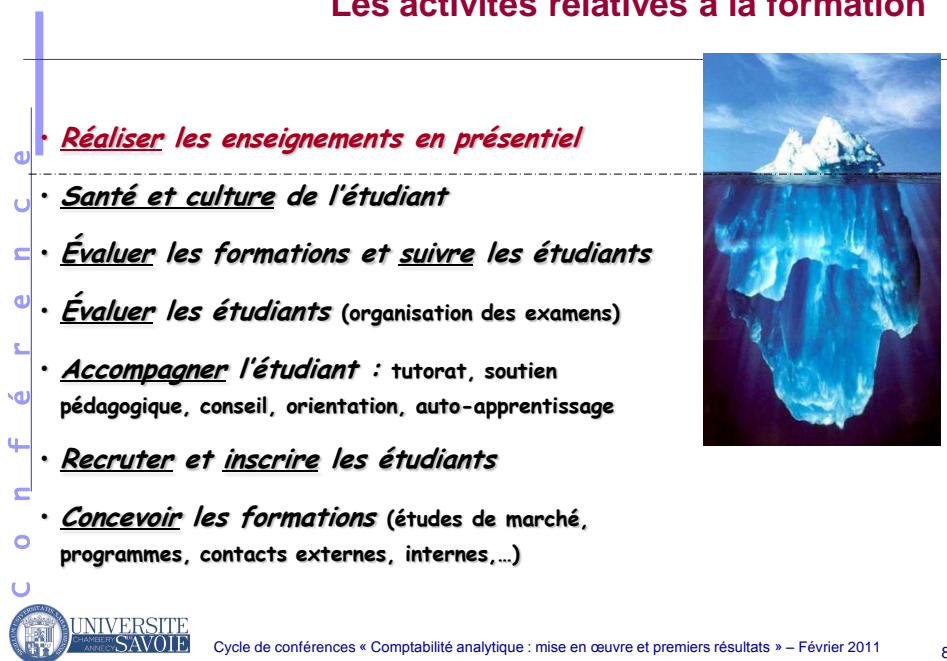 Les activités relatives à la formation
Conférence
• Réaliser les enseignements en présentiel
• Santé et culture de l'étudiant
• Évaluer les formations et suivre les étudiants
• Évaluer les étudiants (organisation des examens)
• Accompagner l'étudiant : tutorat, soutien
pédagogique, conseil, orientation, auto-apprentissage
• Recruter et inscrire les étudiants
• Concevoir les formations (études de marché,
programmes, contacts externes, internes,…)
UNIVERSITE
CHAMBERY
ANNECY DE SAVOIE
Cycle de conférences « Comptabilité analytique : mise en œuvre et premiers résultats » – Février 2011
8